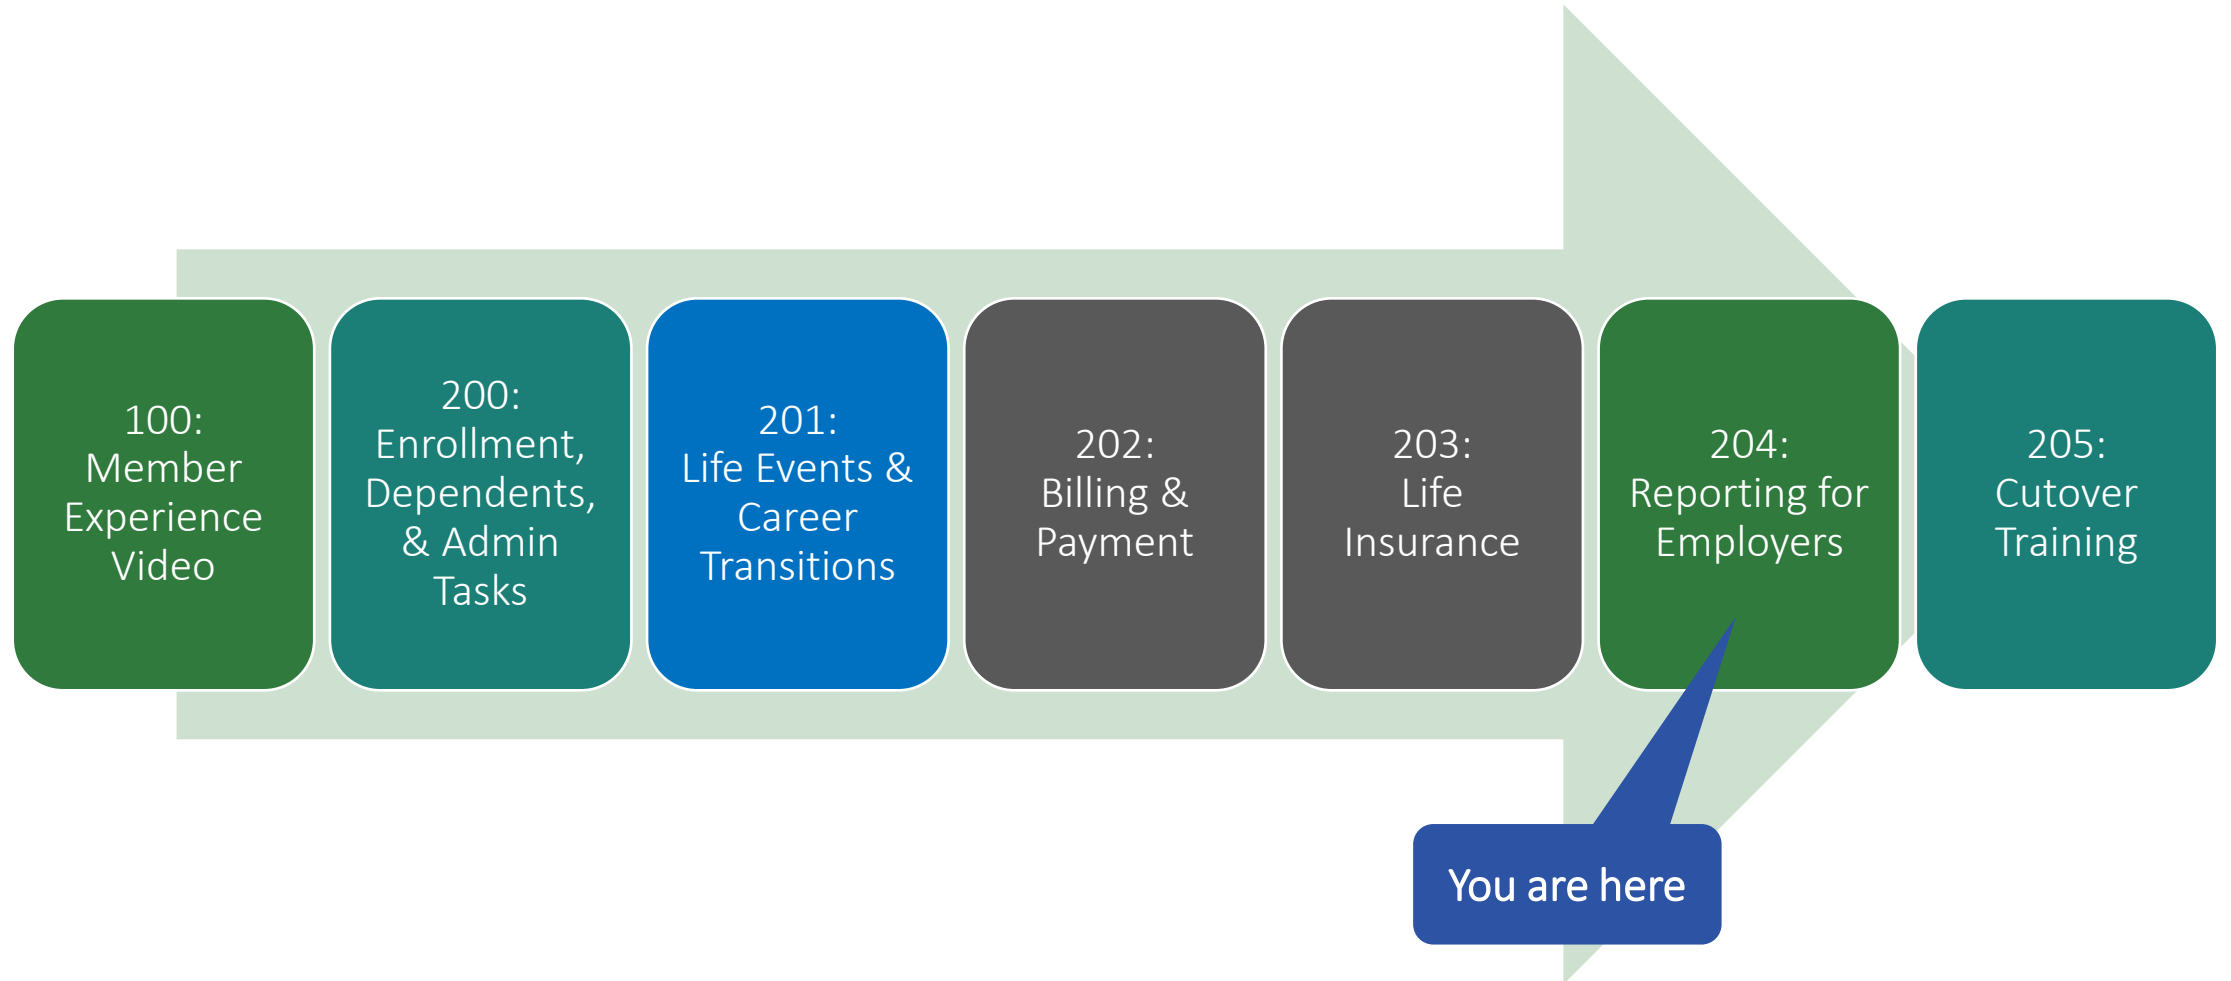 100:
Member
Experience
Video
200:
Enrollment,
Dependents,
& Admin
Tasks
201:
Life Events &
Career
Transitions
202:
Billing &
Payment
203:
Life
Insurance
204:
Reporting for
Employers
205:
Cutover
Training
You are here